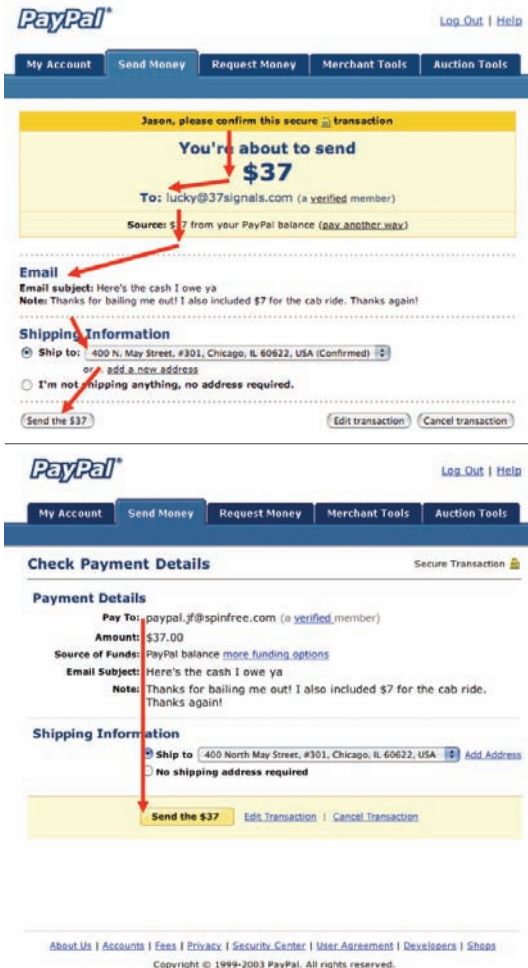 PayPal
Log Out | Help
My Account Send Money Request Money Merchant Tools Auction Tools
Jason, please confirm this secure transaction
You're about to send
$37
To: lucky@37signals.com (a verified member)
Source: $37 from your PayPal balance (pay another way)
Email
Email subject: Here's the cash I owe ya
Note: Thanks for bailing me out! I also included $7 for the cab ride. Thanks again!
Shipping Information
Ship to: 400 N. May Street, #301, Chicago, IL 60622, USA (Confirmed)
or add a new address
I'm not shipping anything, no address required.
Send the $37 Edit transaction Cancel transaction
PayPal
Log Out | Help
My Account Send Money Request Money Merchant Tools Auction Tools
Check Payment Details Secure Transaction
Payment Details
Pay To: paypal.jf@spinfree.com (a verified member)
Amount: $37.00
Source of Funds: PayPal balance more funding options
Email Subject: Here's the cash I owe ya
Note: Thanks for bailing me out! I also included $7 for the cab ride.
Thanks again!
Shipping Information
Ship to 400 North May Street, #301, Chicago, IL 60622, USA Add Address
No shipping address required
Send the $37 Edit Transaction | Cancel Transaction
About Us | Accounts | Fees | Privacy | Security Center | User Agreement | Developers | Shops
Copyright © 1999-2003 PayPal. All rights reserved.